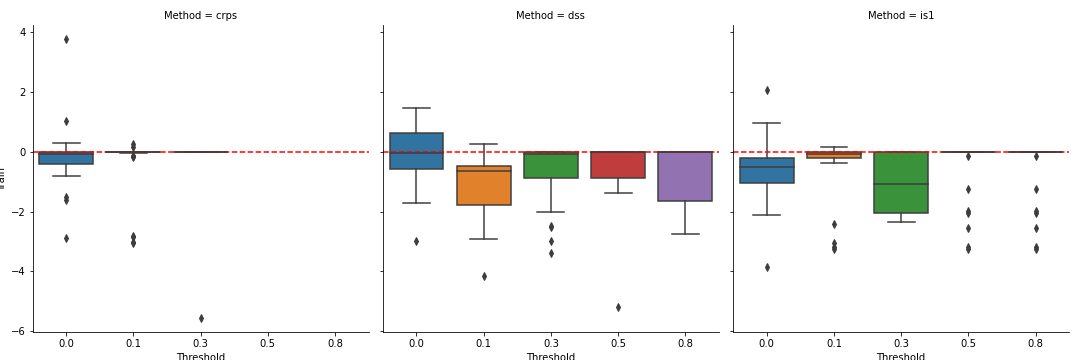 Method = crps
Method = dss
Method = is1
4
2
0
−2
−4
−6
0.0 0.1 0.3 0.5 0.8
0.0 0.1 0.3 0.5 0.8
0.0 0.1 0.3 0.5 0.8
Threshold
Threshold
Threshold